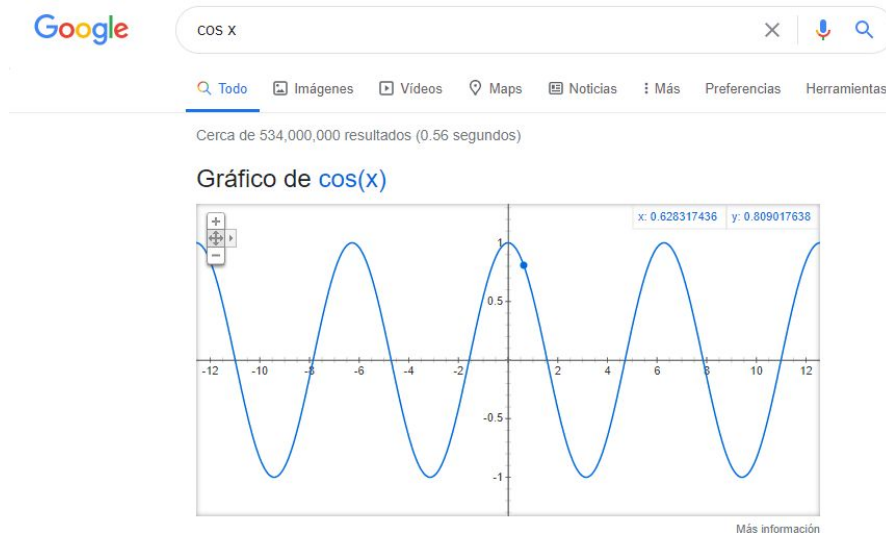 Google cos x
Todo Imágenes Vídeos Maps Noticias Más Preferencias Herramientas
Cerca de 534,000,000 resultados (0.56 segundos)
Gráfico de cos(x)
x: 0.628317436 y: 0.809017638
1
0.5
-12 -10 -8 -6 -4 -2 2 4 6 8 10 12
-0.5
-1
Más información